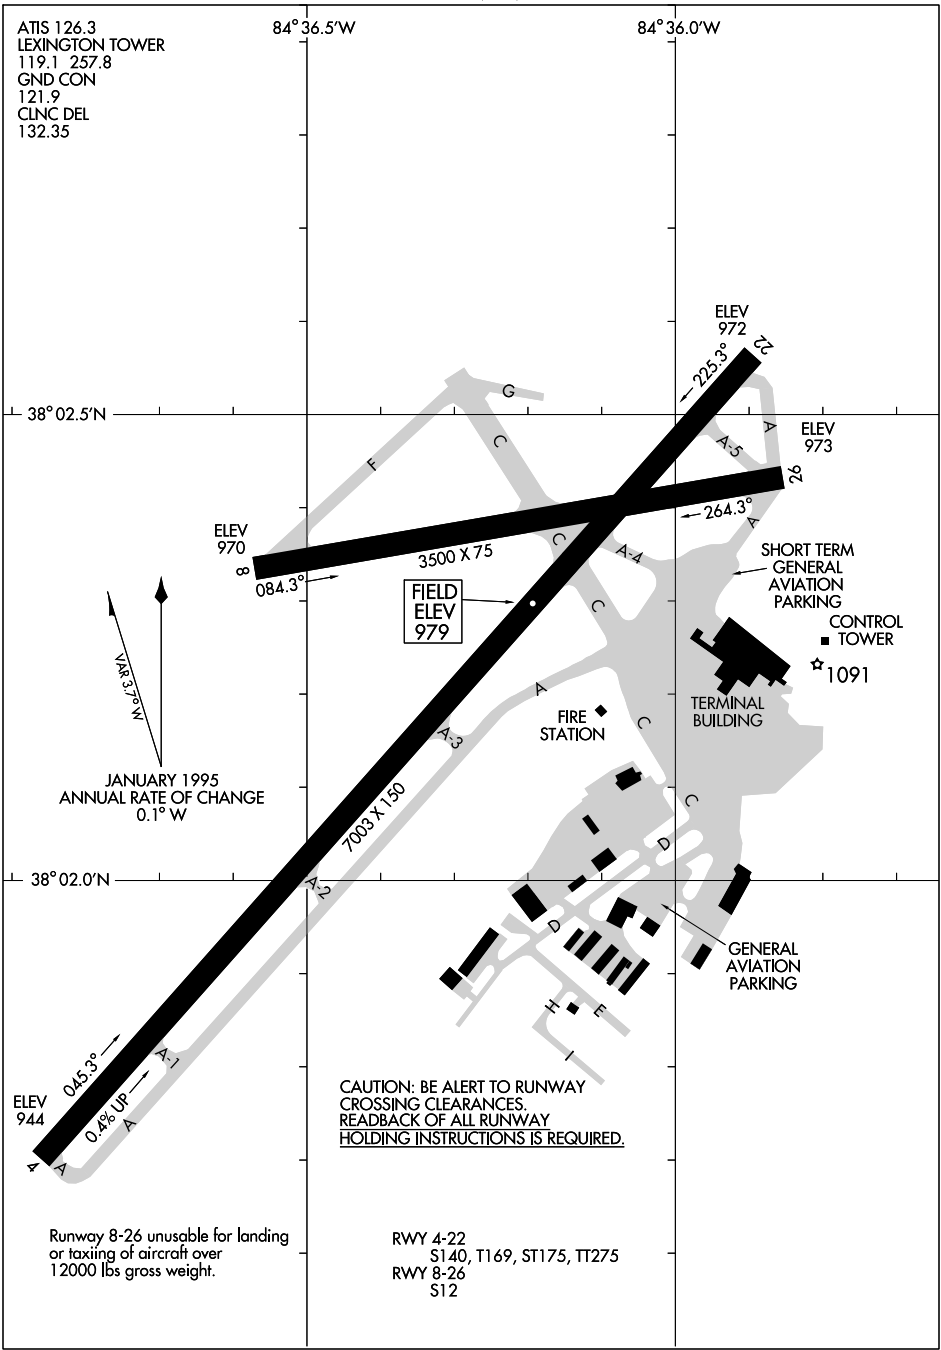 ATIS 126.3
LEXINGTON TOWER
119.1 257.8
GND CON
121.9
CLNC DEL
132.35
84°36.5'W
84°36.0'W
ELEV
972
22
225.3°
G
38°02.5'N
C
A
A-5
ELEV
973
F
26
264.3°
A
ELEV
970
8
084.3°
3500 X 75
C
A-4
SHORT TERM
GENERAL
AVIATION
PARKING
FIELD
ELEV
979
C
CONTROL
TOWER
1091
VAR 3.7° W
A
TERMINAL
BUILDING
FIRE
STATION
C
A-3
JANUARY 1995
ANNUAL RATE OF CHANGE
0.1° W
7003 X 150
C
D
38°02.0'N
A-2
D
GENERAL
AVIATION
PARKING
H
E
I
A-1
045.3°
0.4% UP
A
ELEV
944
4
A
CAUTION: BE ALERT TO RUNWAY
CROSSING CLEARANCES.
READBACK OF ALL RUNWAY
HOLDING INSTRUCTIONS IS REQUIRED.
Runway 8-26 unusable for landing
or taxiing of aircraft over
12000 lbs gross weight.
RWY 4-22
S140, T169, ST175, TT275
RWY 8-26
S12